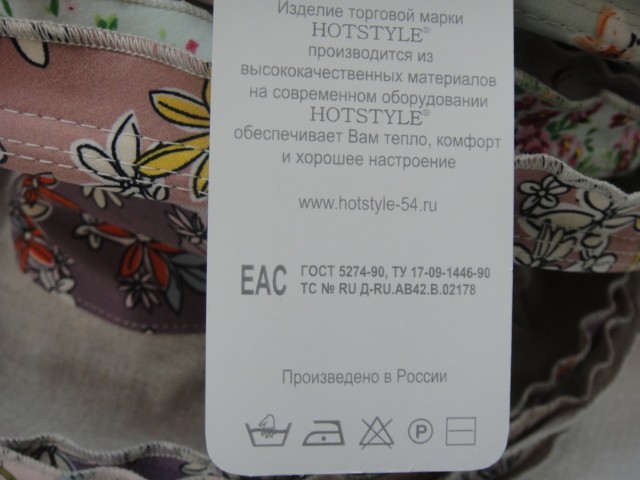 Изделие торговой марки
HOTSTYLE®
производится из
высококачественных материалов
на современном оборудовании
HOTSTYLE®
обеспечивает Вам тепло, комфорт
и хорошее настроение
www.hotstyle-54.ru
EAC ГОСТ 5274-90, ТУ 17-09-1446-90
ТС № RU Д-RU.АВ42.В.02178
Произведено в России
P